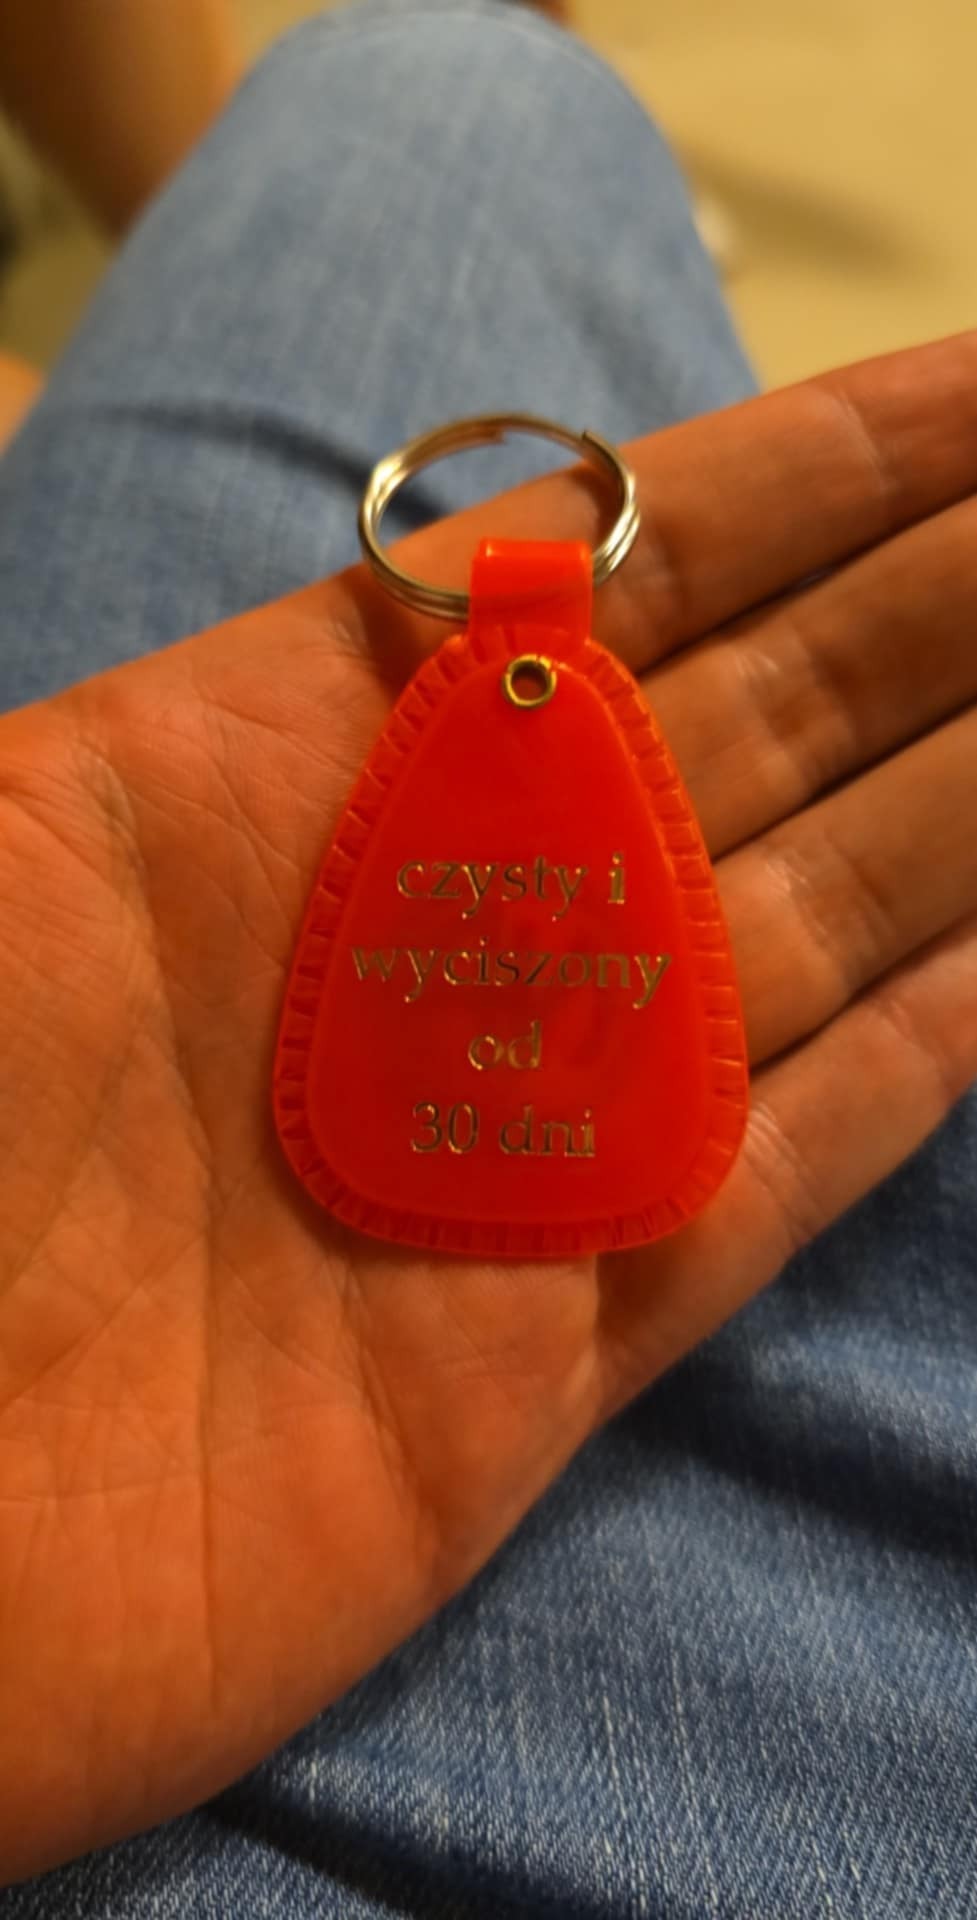 czysty i
wyciszony
od
30 dni